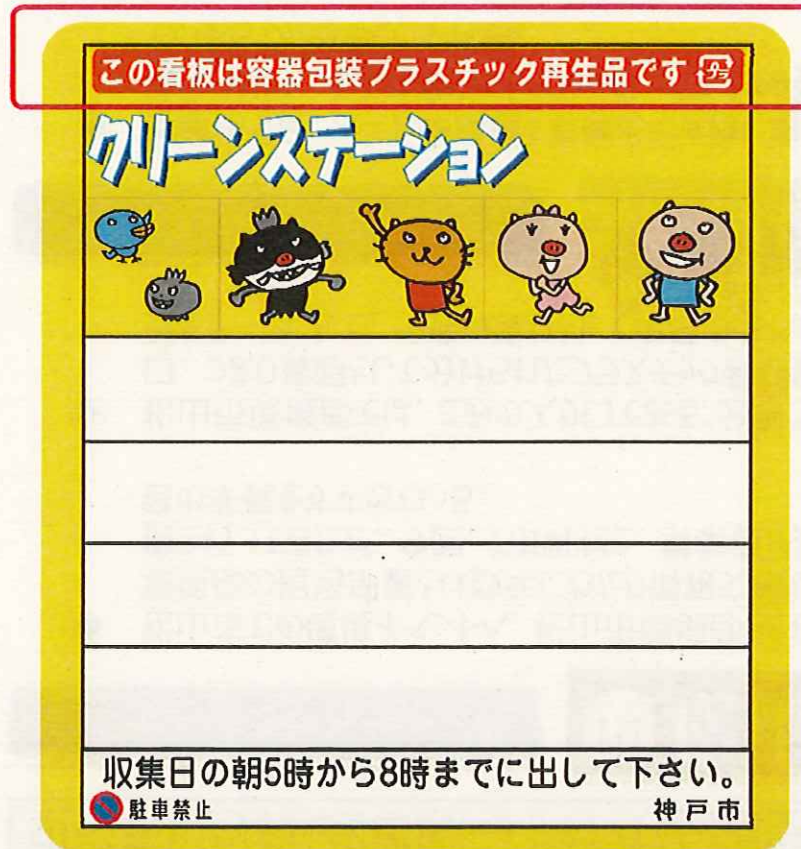 この看板は容器包装プラスチック再生品です プラ
クリーンステーション
収集日の朝5時から8時までに出して下さい。
駐車禁止 神戸市